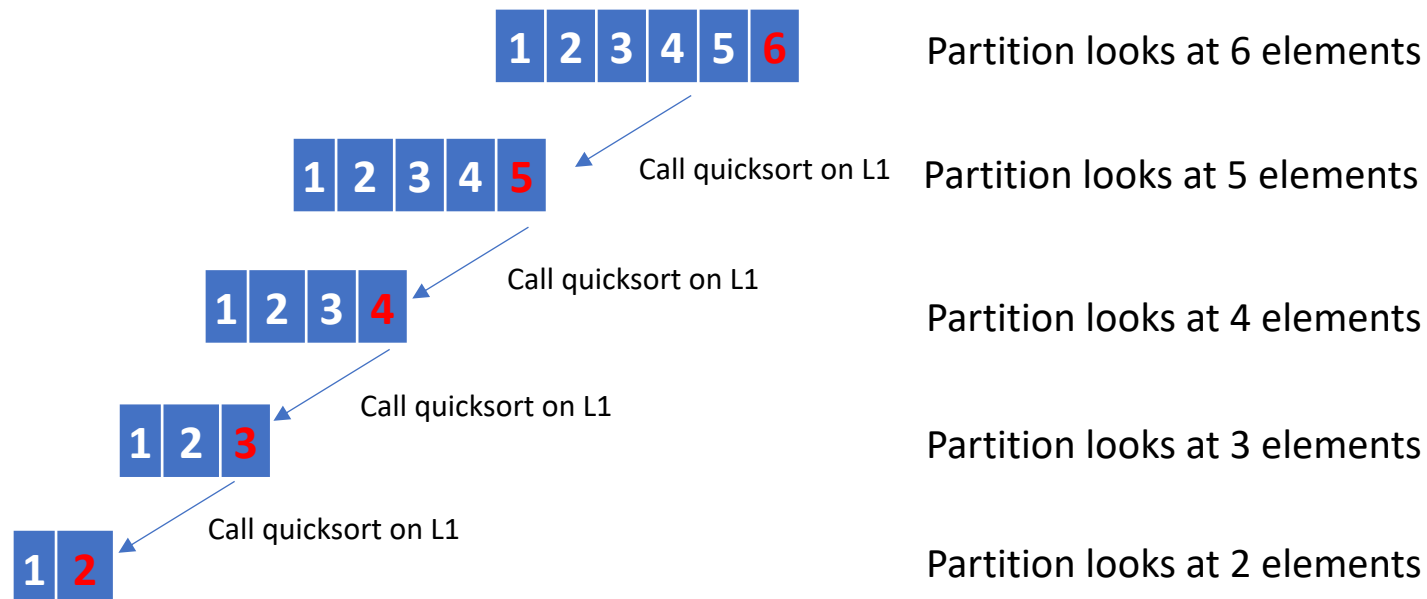 1 2 3 4 5 6 Partition looks at 6 elements
1 2 3 4 5 Call quicksort on L1 Partition looks at 5 elements
Call quicksort on L1
1 2 3 4 Partition looks at 4 elements
Call quicksort on L1
1 2 3 Partition looks at 3 elements
Call quicksort on L1
1 2 Partition looks at 2 elements